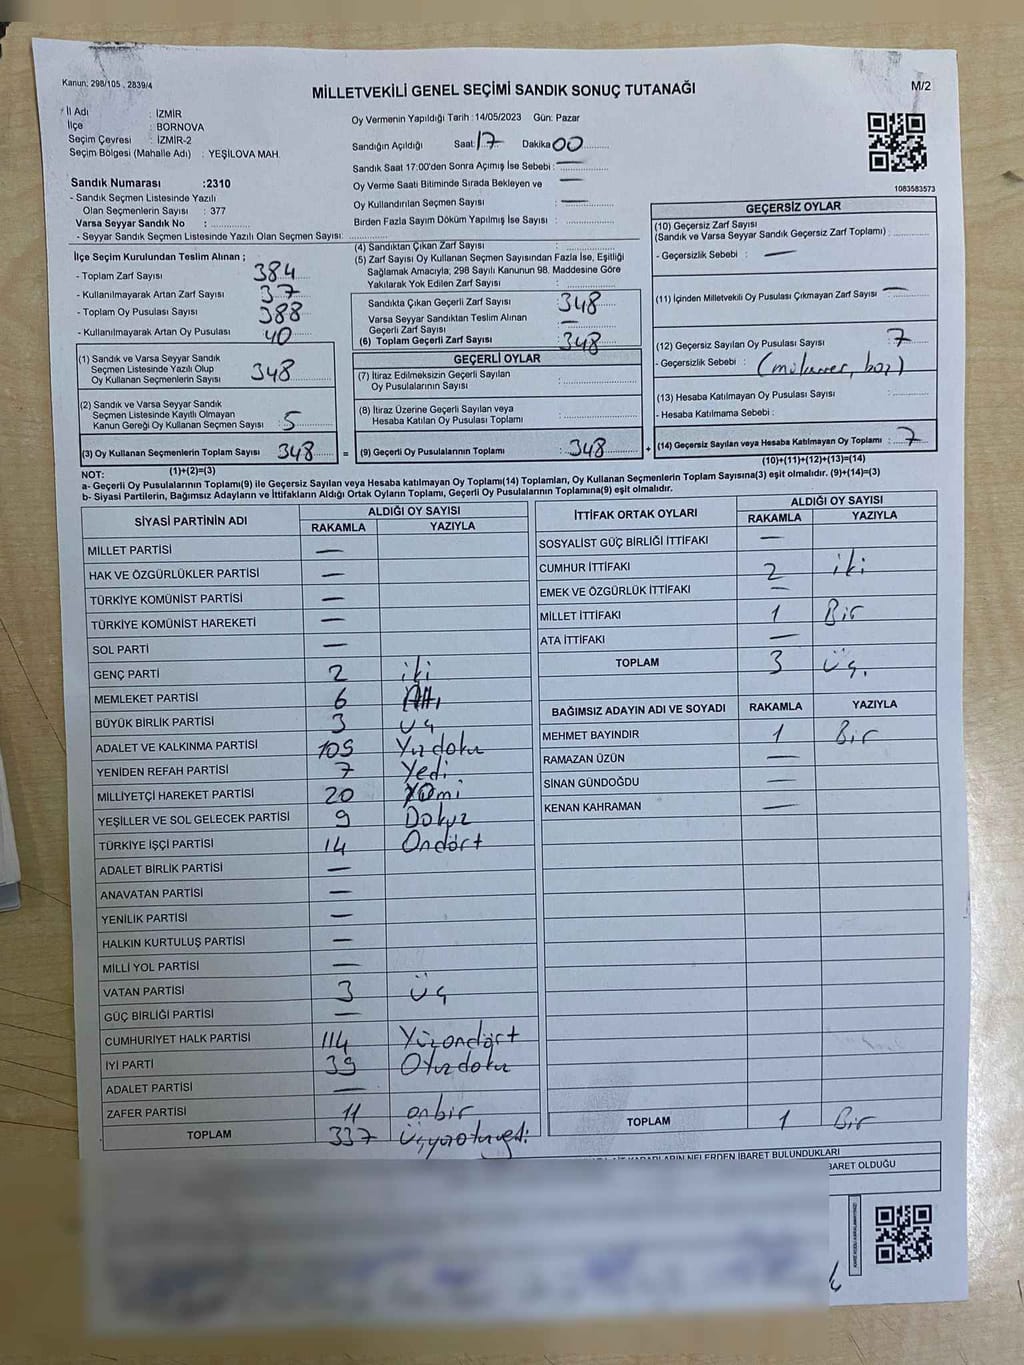 Kanun: 298/105 , 2839/4
MİLLETVEKİLİ GENEL SEÇİMİ SANDIK SONUÇ TUTANAĞI
M/2
İl Adı : İZMİR
İlçe : BORNOVA
Seçim Çevresi : İZMİR-2
Seçim Bölgesi (Mahalle Adı) : YEŞİLOVA MAH.
Oy Vermenin Yapıldığı Tarih : 14/05/2023 Gün: Pazar
Sandığın Açıldığı Saat: 17 Dakika 00
Sandık Saat 17:00'den Sonra Açımış İse Sebebi : —
Oy Verme Saati Bitiminde Sırada Bekleyen ve —
Oy Kullandırılan Seçmen Sayısı : —
Birden Fazla Sayım Döküm Yapılmış İse Sayısı :
1083583573
Sandık Numarası :2310
- Sandık Seçmen Listesinde Yazılı
Olan Seçmenlerin Sayısı : 377
Varsa Seyyar Sandık No :
- Seyyar Sandık Seçmen Listesinde Yazılı Olan Seçmen Sayısı:
İlçe Seçim Kurulundan Teslim Alınan ;
- Toplam Zarf Sayısı 384
- Kullanılmayarak Artan Zarf Sayısı 37
- Toplam Oy Pusulası Sayısı 388
- Kullanılmayarak Artan Oy Pusulası 40
(1) Sandık ve Varsa Seyyar Sandık
Seçmen Listesinde Yazılı Olup
Oy Kullanan Seçmenlerin Sayısı 348
(2) Sandık ve Varsa Seyyar Sandık
Seçmen Listesinde Kayıtlı Olmayan
Kanun Gereği Oy Kullanan Seçmen Sayısı : 5
(3) Oy Kullanan Seçmenlerin Toplam Sayısı 348 =
(1)+(2)=(3)
(4) Sandıktan Çıkan Zarf Sayısı :
(5) Zarf Sayısı Oy Kullanan Seçmen Sayısından Fazla İse, Eşitliği
Sağlamak Amacıyla, 298 Sayılı Kanunun 98. Maddesine Göre
Yakılarak Yok Edilen Zarf Sayısı :
Sandıkta Çıkan Geçerli Zarf Sayısı : 348
Varsa Seyyar Sandıktan Teslim Alınan
Geçerli Zarf Sayısı : —
(6) Toplam Geçerli Zarf Sayısı : 348
GEÇERLİ OYLAR
(7) İtiraz Edilmeksizin Geçerli Sayılan
Oy Pusulalarının Sayısı :
(8) İtiraz Üzerine Geçerli Sayılan veya
Hesaba Katılan Oy Pusulası Toplamı :
(9) Geçerli Oy Pusulalarının Toplamı : 348 +
GEÇERSİZ OYLAR
(10) Geçersiz Zarf Sayısı
(Sandık ve Varsa Seyyar Sandık Geçersiz Zarf Toplamı) :
- Geçersizlik Sebebi : —
(11) İçinden Milletvekili Oy Pusulası Çıkmayan Zarf Sayısı —
(12) Geçersiz Sayılan Oy Pusulası Sayısı : 7
- Geçersizlik Sebebi :
(13) Hesaba Katılmayan Oy Pusulası Sayısı :
- Hesaba Katılmama Sebebi :
(14) Geçersiz Sayılan veya Hesaba Katılmayan Oy Toplamı : 7
(10)+(11)+(12)+(13)=(14)
NOT:
a- Geçerli Oy Pusulalarının Toplamı(9) ile Geçersiz Sayılan veya Hesaba katılmayan Oy Toplamı(14) Toplamları, Oy Kullanan Seçmenlerin Toplam Sayısına(3) eşit olmalıdır. (9)+(14)=(3)
b- Siyasi Partilerin, Bağımsız Adayların ve İttifakların Aldığı Ortak Oyların Toplamı, Geçerli Oy Pusulalarının Toplamına(9) eşit olmalıdır.
SİYASİ PARTİNİN ADI ALDIĞI OY SAYISI
RAKAMLA YAZIYLA
MİLLET PARTİSİ —
HAK VE ÖZGÜRLÜKLER PARTİSİ —
TÜRKİYE KOMÜNİST PARTİSİ —
TÜRKİYE KOMÜNİST HAREKETİ —
SOL PARTİ —
GENÇ PARTİ 2 iki
MEMLEKET PARTİSİ 6 Altı
BÜYÜK BİRLİK PARTİSİ 3 üç
ADALET VE KALKINMA PARTİSİ 109 Yüzdoku
YENİDEN REFAH PARTİSİ 7 Yedi
MİLLİYETÇİ HAREKET PARTİSİ 20
YEŞİLLER VE SOL GELECEK PARTİSİ 9 Dokuz
TÜRKİYE İŞÇİ PARTİSİ 14 Ondört
ADALET BİRLİK PARTİSİ —
ANAVATAN PARTİSİ —
YENİLİK PARTİSİ —
HALKIN KURTULUŞ PARTİSİ —
MİLLİ YOL PARTİSİ —
VATAN PARTİSİ 3 üç
GÜÇ BİRLİĞİ PARTİSİ —
CUMHURİYET HALK PARTİSİ 114 Yüzondört
İYİ PARTİ 39 Otuzdoku
ADALET PARTİSİ —
ZAFER PARTİSİ 11 onbir
TOPLAM 337 üçyüzotuzyedi
İTTİFAK ORTAK OYLARI ALDIĞI OY SAYISI
RAKAMLA YAZIYLA
SOSYALİST GÜÇ BİRLİĞİ İTTİFAKI —
CUMHUR İTTİFAKI 2 iki
EMEK VE ÖZGÜRLÜK İTTİFAKI —
MİLLET İTTİFAKI 1 Bir
ATA İTTİFAKI —
TOPLAM 3 üç.
BAĞIMSIZ ADAYIN ADI VE SOYADI RAKAMLA YAZIYLA
MEHMET BAYINDIR 1 Bir
RAMAZAN ÜZÜN —
SİNAN GÜNDOĞDU —
KENAN KAHRAMAN —
TOPLAM 1 Bir
NELERDEN İBARET BULUNDUKLARI
BARET OLDUĞU